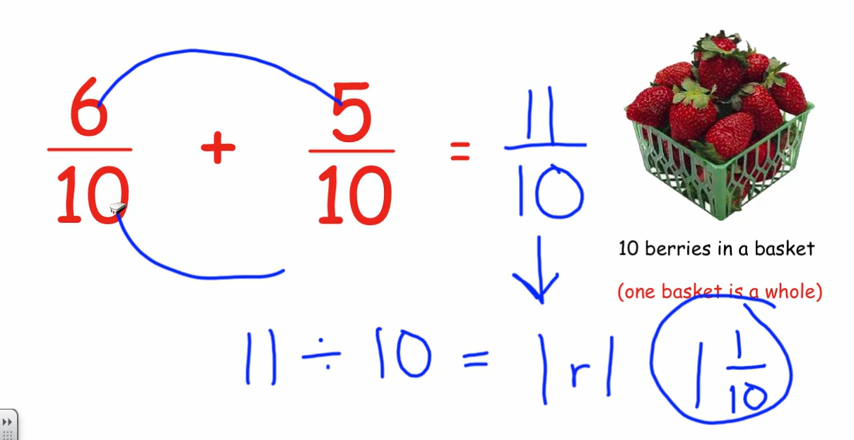 6/10 + 5/10 = 11/10
10 berries in a basket
(one basket is a whole)
11 ÷ 10 = 1 r 1 1 1/10